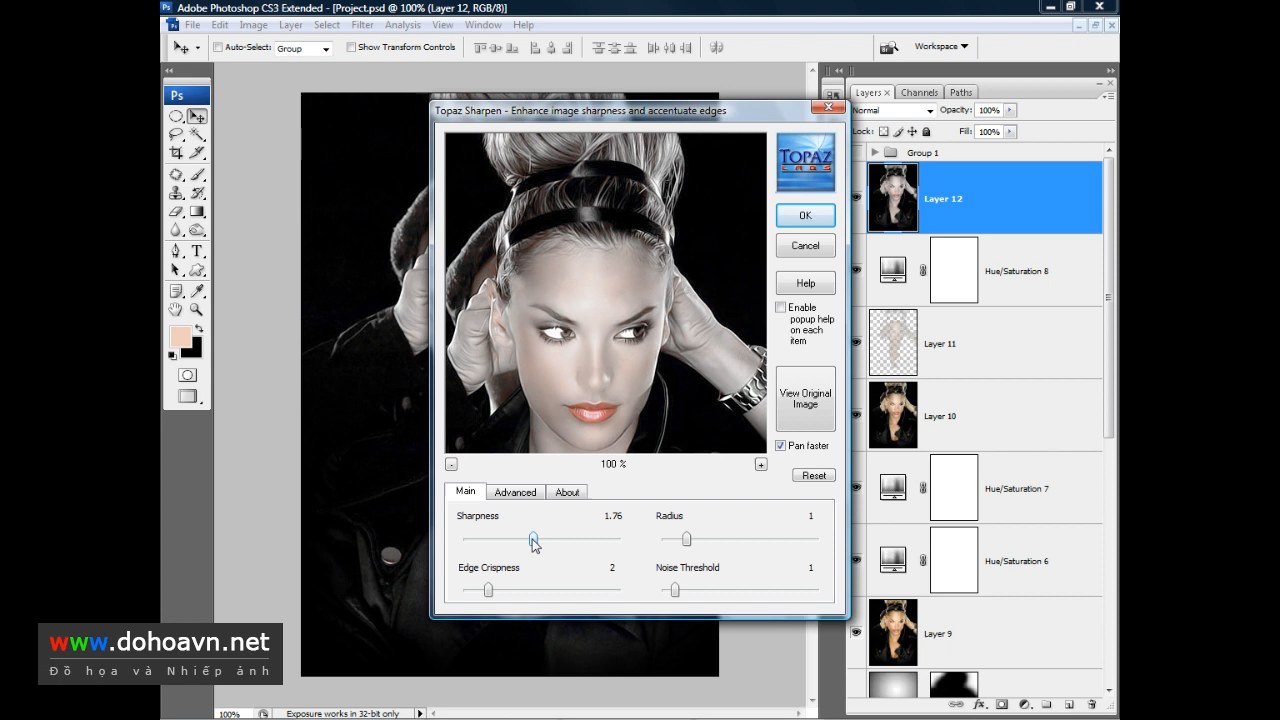 Adobe Photoshop CS3 Extended - [Project.psd @ 100% (Layer 12, RGB/8)]
File Edit Image Layer Select Filter Analysis View Window Help
Auto-Select: Group Show Transform Controls Workspace
Ps
Topaz Sharpen - Enhance image sharpness and accentuate edges
TOPAZ
LABS
OK
Cancel
Help
Enable
popup help
on each
item
View Original
Image
Pan faster
- 100 % +
Reset
Main Advanced About
Sharpness 1.76 Radius 1
Edge Crispness 2 Noise Threshold 1
Layers Channels Paths
Normal Opacity: 100%
Lock: Fill: 100%
Group 1
Layer 12
Hue/Saturation 8
Layer 11
Layer 10
Hue/Saturation 7
Hue/Saturation 6
Layer 9
www.dohoavn.net
Đồ họa và Nhiếp ảnh
100% Exposure works in 32-bit only